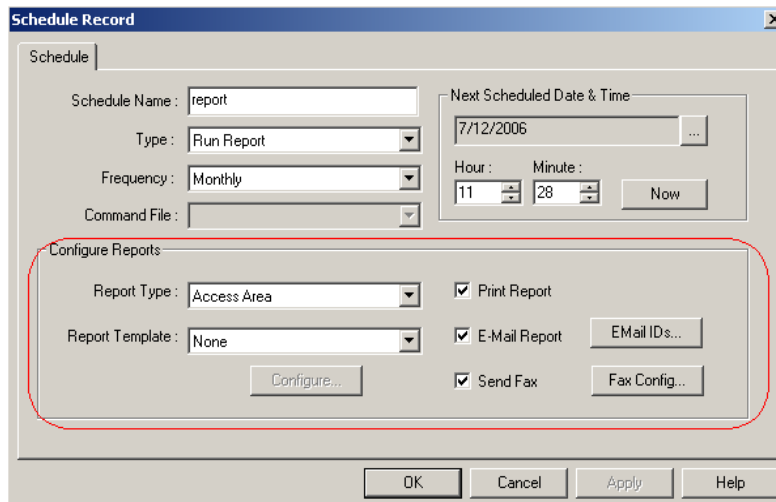 Schedule Record
Schedule
Schedule Name : report
Type : Run Report
Frequency : Monthly
Command File :
Next Scheduled Date & Time
7/12/2006 ...
Hour : Minute :
11 28 Now
Configure Reports
Report Type : Access Area
Report Template : None
Configure...
Print Report
E-Mail Report EMail IDs...
Send Fax Fax Config...
OK Cancel Apply Help